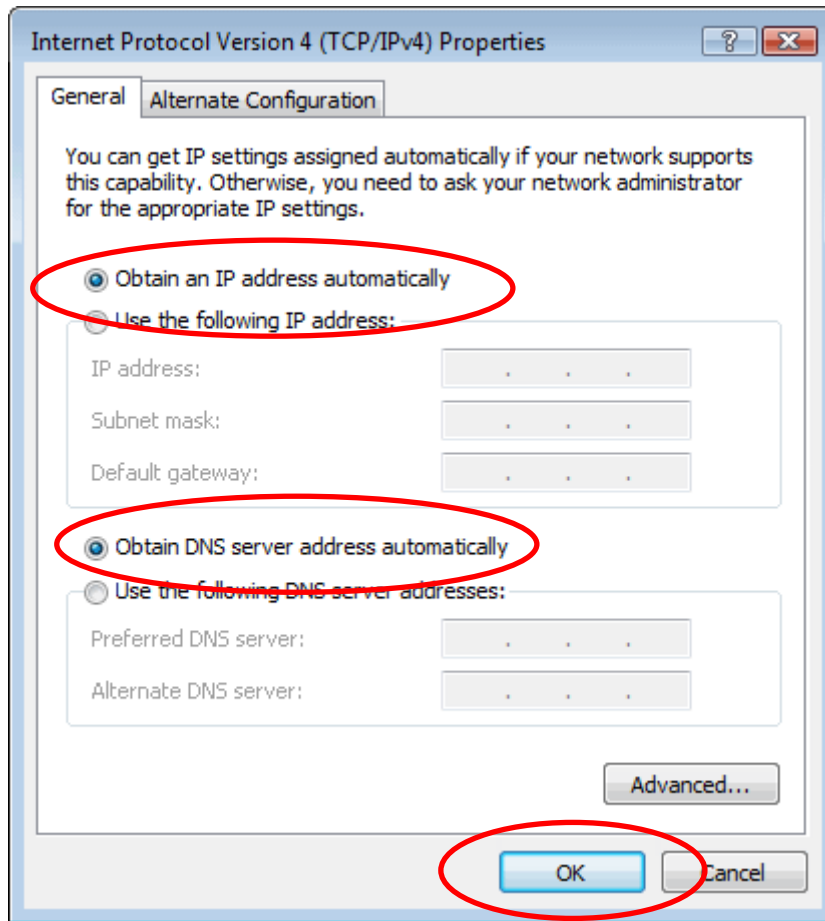 Internet Protocol Version 4 (TCP/IPv4) Properties
General
Alternate Configuration
You can get IP settings assigned automatically if your network supports
this capability. Otherwise, you need to ask your network administrator
for the appropriate IP settings.
Obtain an IP address automatically
Use the following IP address:
IP address:
Subnet mask:
Default gateway:
Obtain DNS server address automatically
Use the following DNS server addresses:
Preferred DNS server:
Alternate DNS server:
Advanced...
OK
Cancel